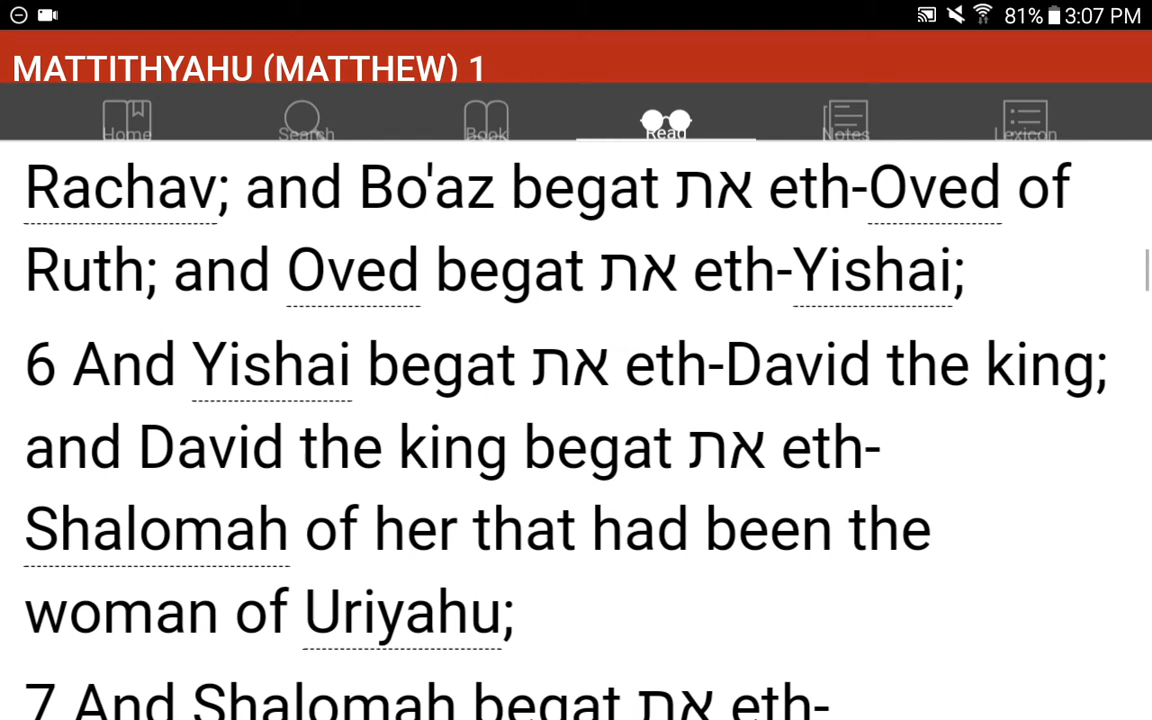 81% 3:07 PM
MATTITHYAHU (MATTHEW) 1
Home Search Book Read Notes Lexicon
Rachav; and Bo'az begat את eth-Oved of
Ruth; and Oved begat את eth-Yishai;
6 And Yishai begat את eth-David the king;
and David the king begat את eth-
Shalomah of her that had been the
woman of Uriyahu;
7 And Shalomah begat את eth-